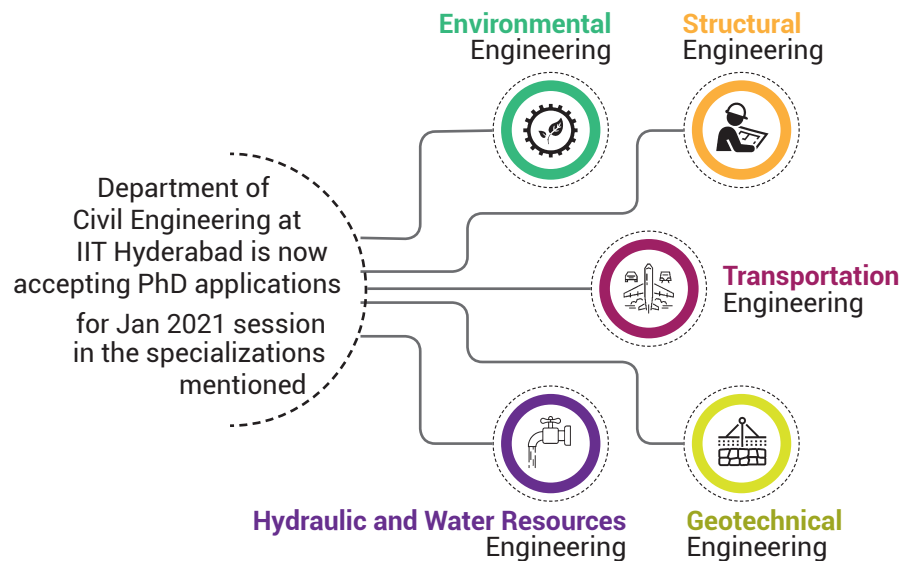 Department of
Civil Engineering at
IIT Hyderabad is now
accepting PhD applications
for Jan 2021 session
in the specializations
mentioned
Environmental
Engineering
Structural
Engineering
Transportation
Engineering
Hydraulic and Water Resources
Engineering
Geotechnical
Engineering